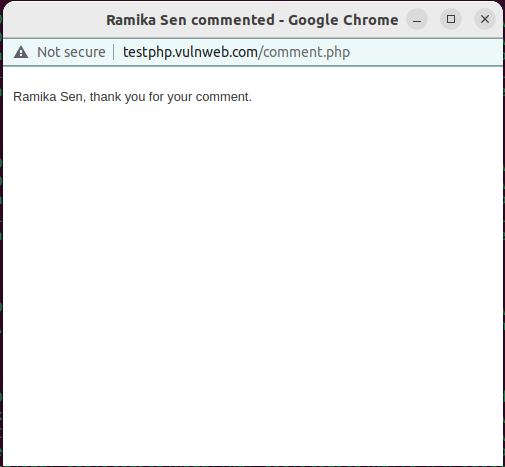 Ramika Sen commented - Google Chrome
Not secure testphp.vulnweb.com/comment.php
Ramika Sen, thank you for your comment.